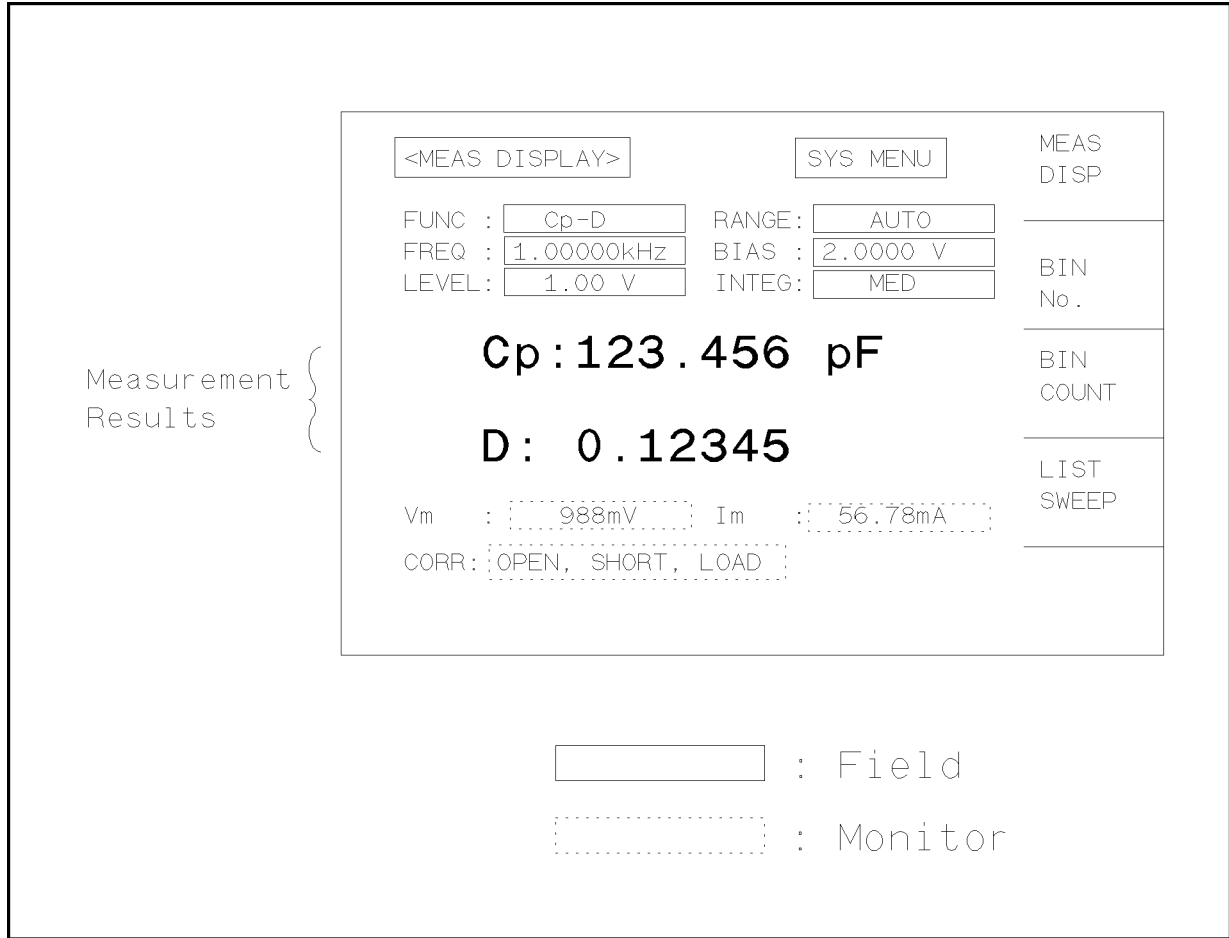 <MEAS DISPLAY> SYS MENU
MEAS
DISP
FUNC : Cp-D RANGE: AUTO
FREQ : 1.00000kHz BIAS : 2.0000 V
LEVEL: 1.00 V INTEG: MED
BIN
No.
Cp:123.456 pF
BIN
COUNT
Measurement
Results
D: 0.12345
LIST
SWEEP
Vm : 988mV Im : 56.78mA
CORR: OPEN, SHORT, LOAD
: Field
: Monitor